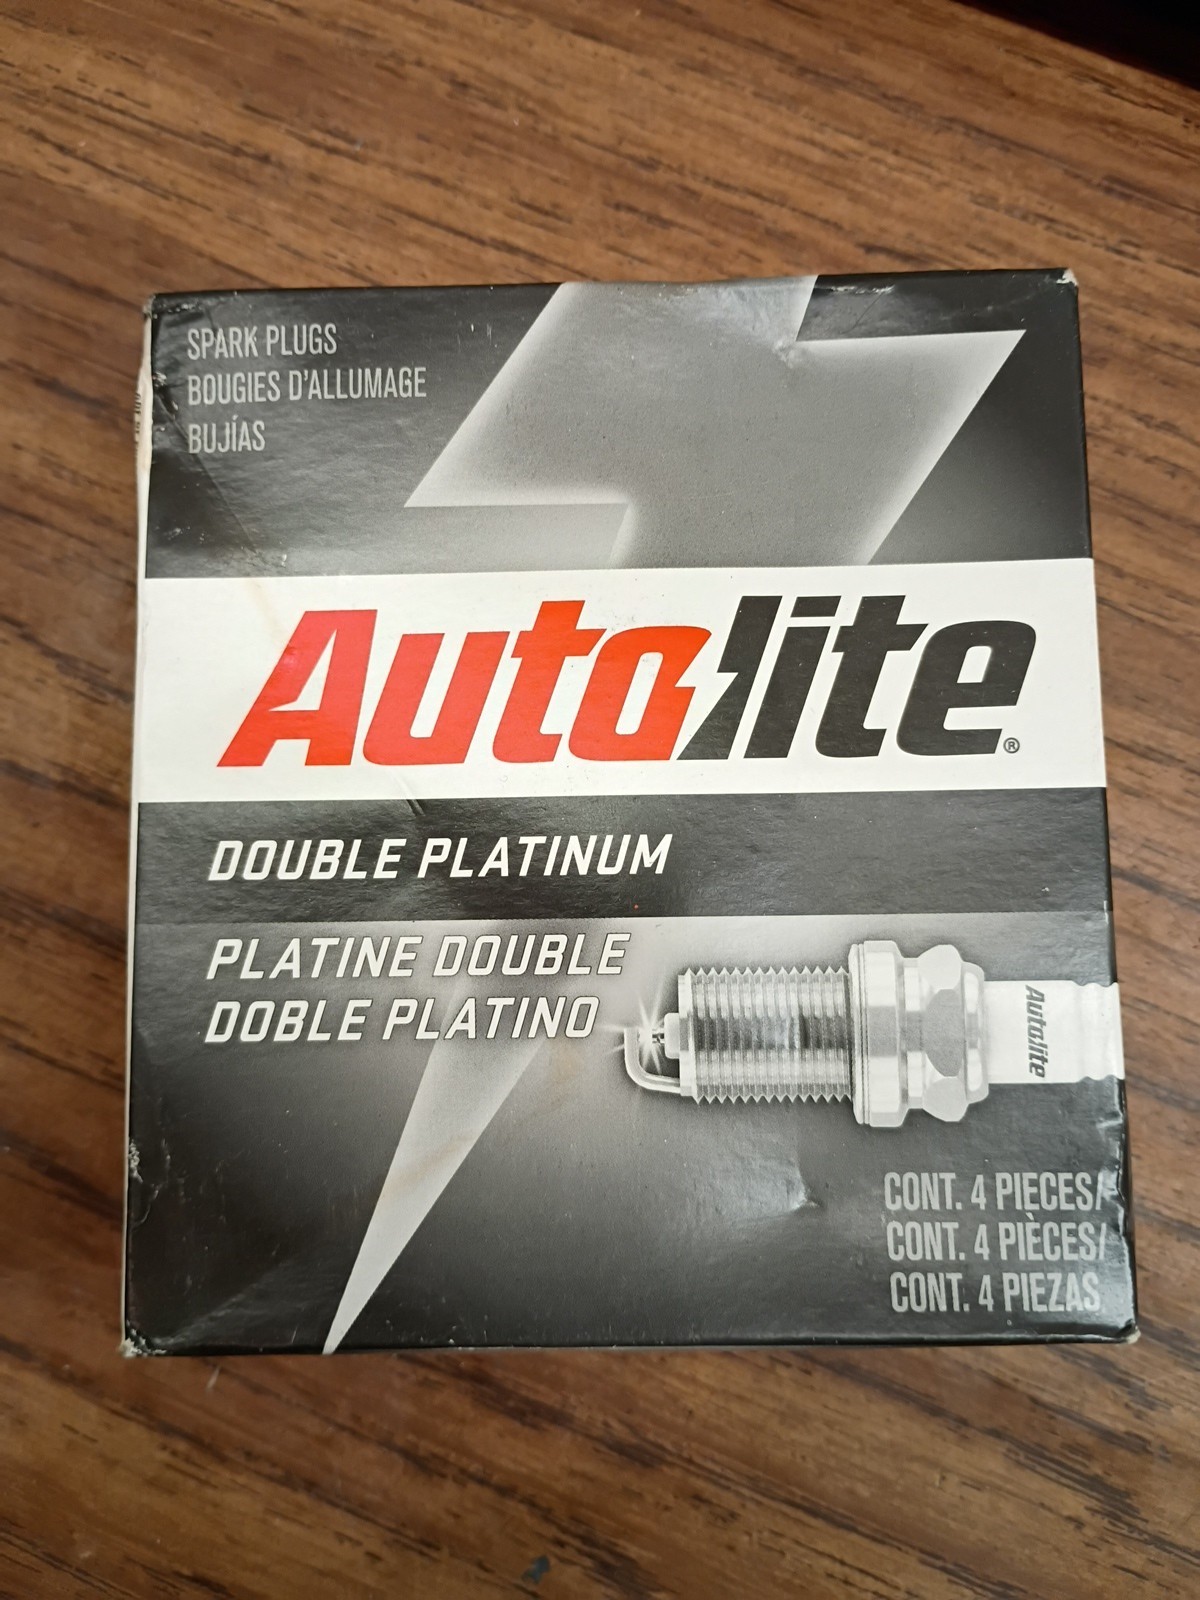 SPARK PLUGS
BOUGIES D'ALLUMAGE
BUJÍAS
Autolite®
DOUBLE PLATINUM
PLATINE DOUBLE
DOBLE PLATINO
Autolite
CONT. 4 PIECES/
CONT. 4 PIÈCES/
CONT. 4 PIEZAS